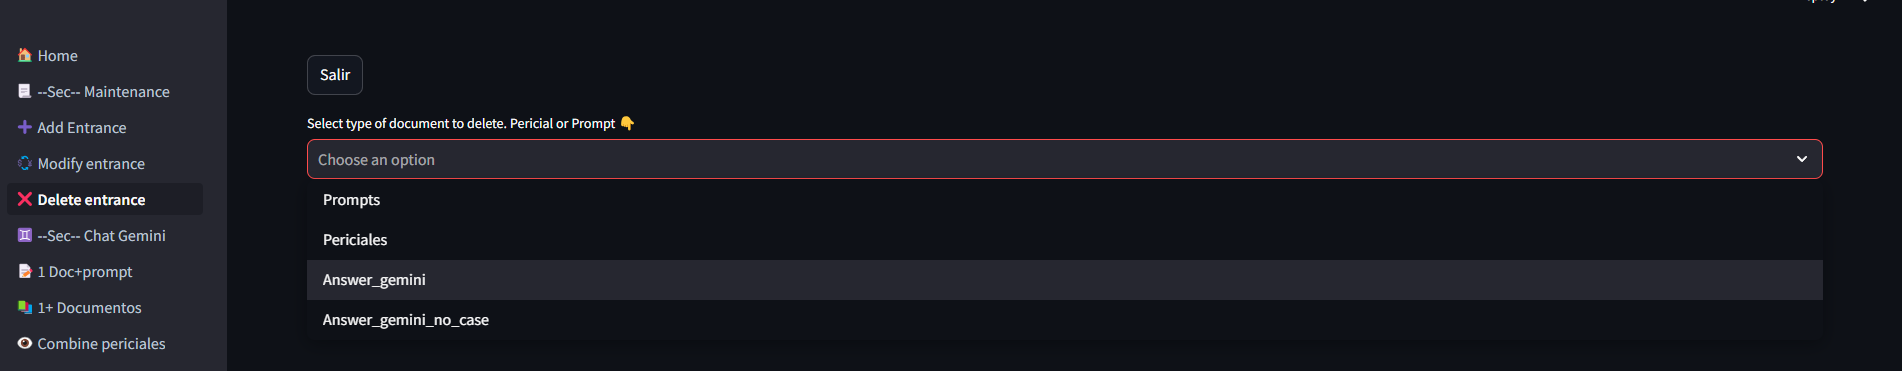 Home
--Sec-- Maintenance
Add Entrance
Modify entrance
Delete entrance
--Sec-- Chat Gemini
1 Doc+prompt
1+ Documentos
Combine periciales
Salir
Select type of document to delete. Pericial or Prompt 👇
Choose an option
Prompts
Periciales
Answer_gemini
Answer_gemini_no_case